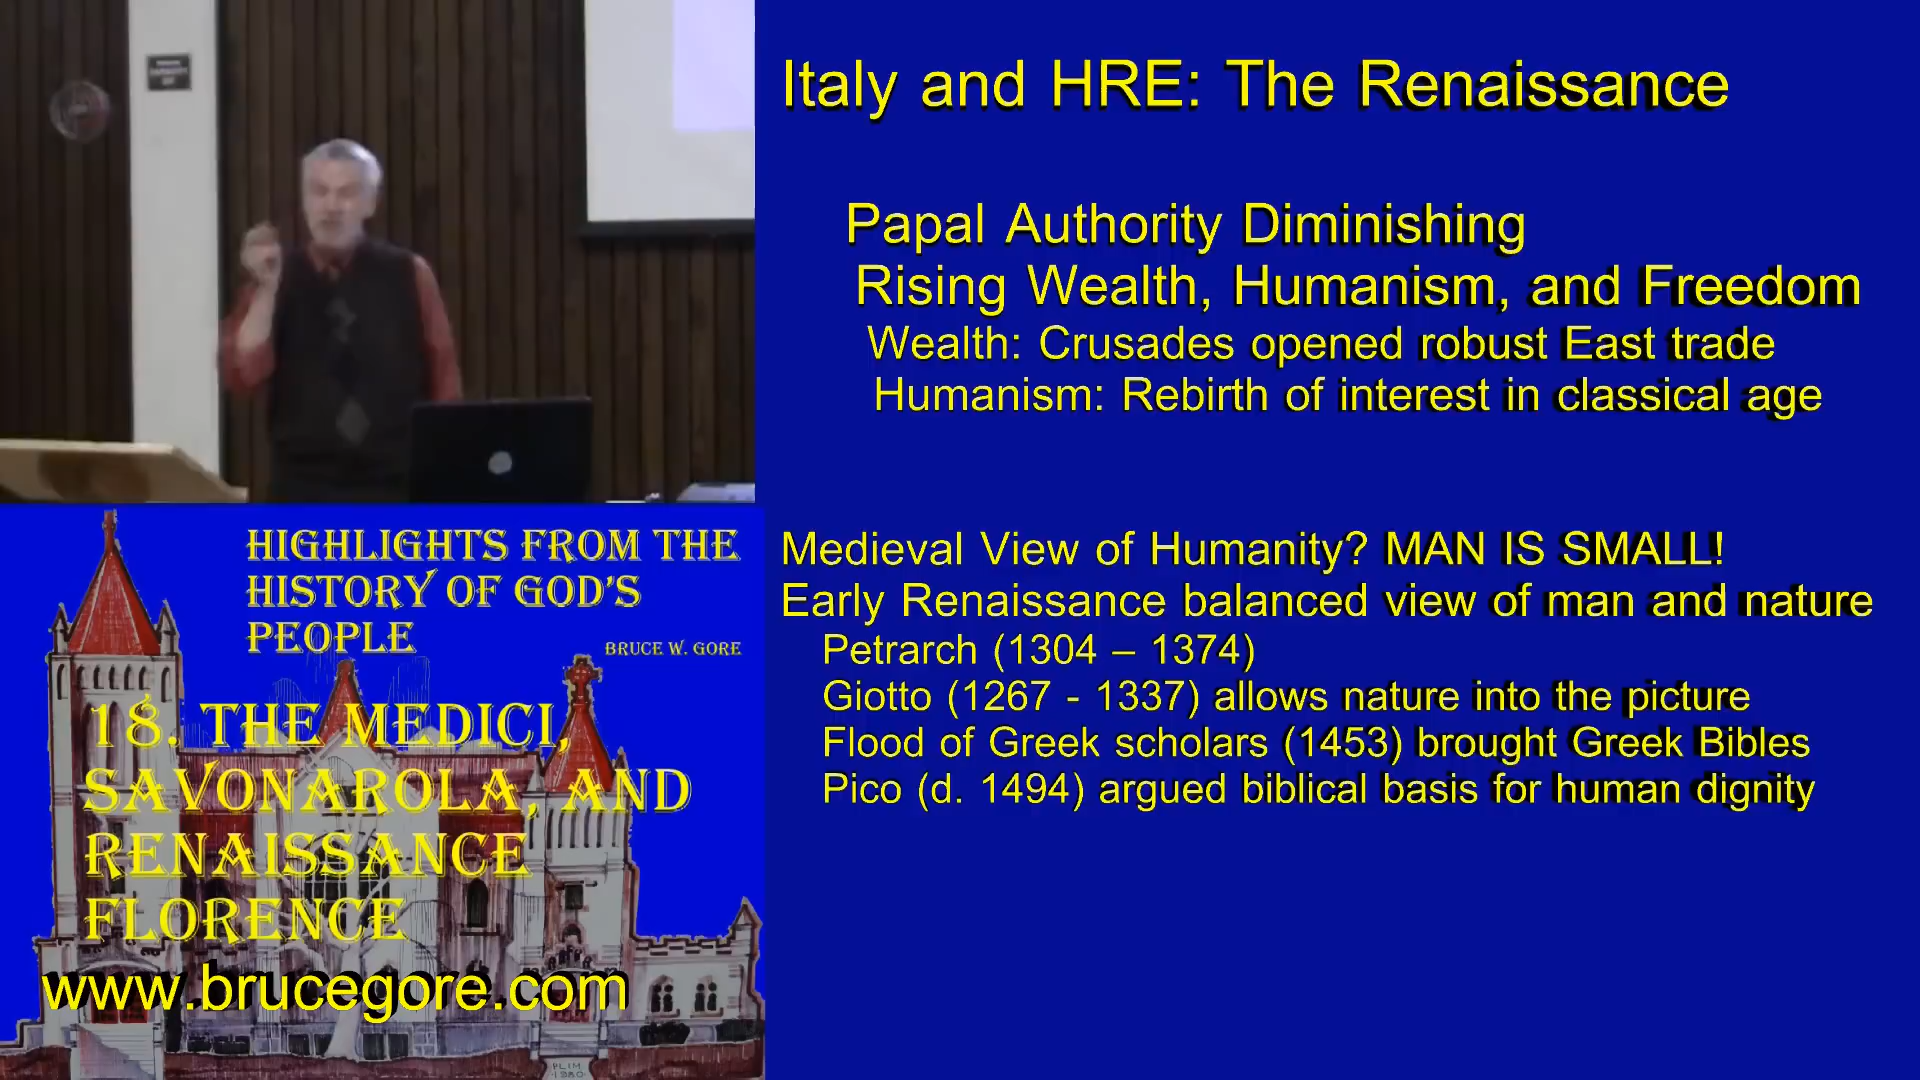 Italy and HRE: The Renaissance
Papal Authority Diminishing
Rising Wealth, Humanism, and Freedom
Wealth: Crusades opened robust East trade
Humanism: Rebirth of interest in classical age
Medieval View of Humanity? MAN IS SMALL!
Early Renaissance balanced view of man and nature
Petrarch (1304 – 1374)
Giotto (1267 - 1337) allows nature into the picture
Flood of Greek scholars (1453) brought Greek Bibles
Pico (d. 1494) argued biblical basis for human dignity
HIGHLIGHTS FROM THE
HISTORY OF GOD'S
PEOPLE
BRUCE W. GORE
18. THE MEDICI,
SAVONAROLA, AND
RENAISSANCE
FLORENCE
www.brucegore.com
PLIM
1980